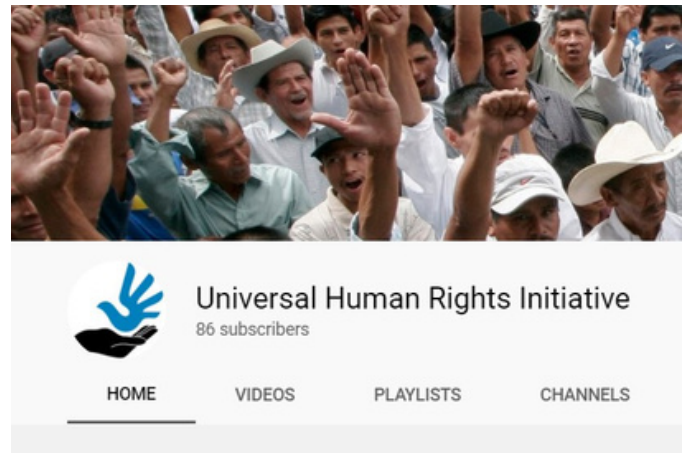 Universal Human Rights Initiative
86 subscribers
HOME VIDEOS PLAYLISTS CHANNELS